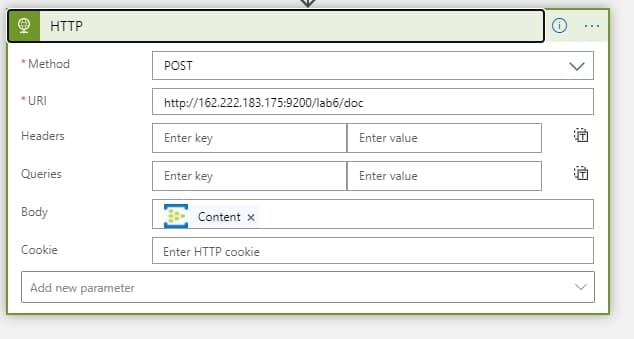 HTTP
* Method POST
* URI http://162.222.183.175:9200/lab6/doc
Headers Enter key Enter value
Queries Enter key Enter value
Body Content ×
Cookie Enter HTTP cookie
Add new parameter